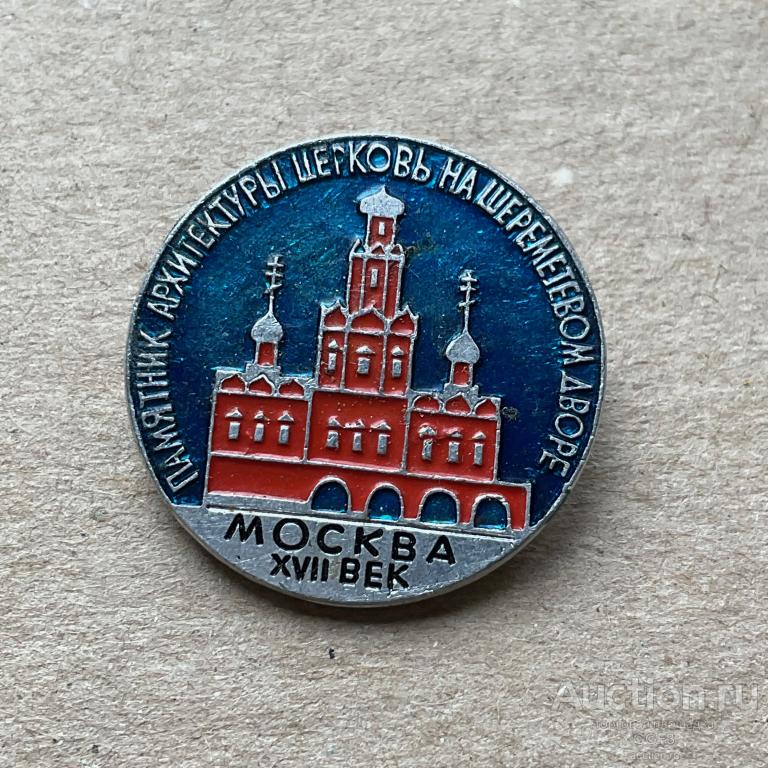 ПАМЯТНИК АРХИТЕКТУРЫ ЦЕРКОВЬ НА ШЕРЕМЕТЕВОМ ДВОРЕ
МОСКВА
XVII ВЕК
Auction.ru